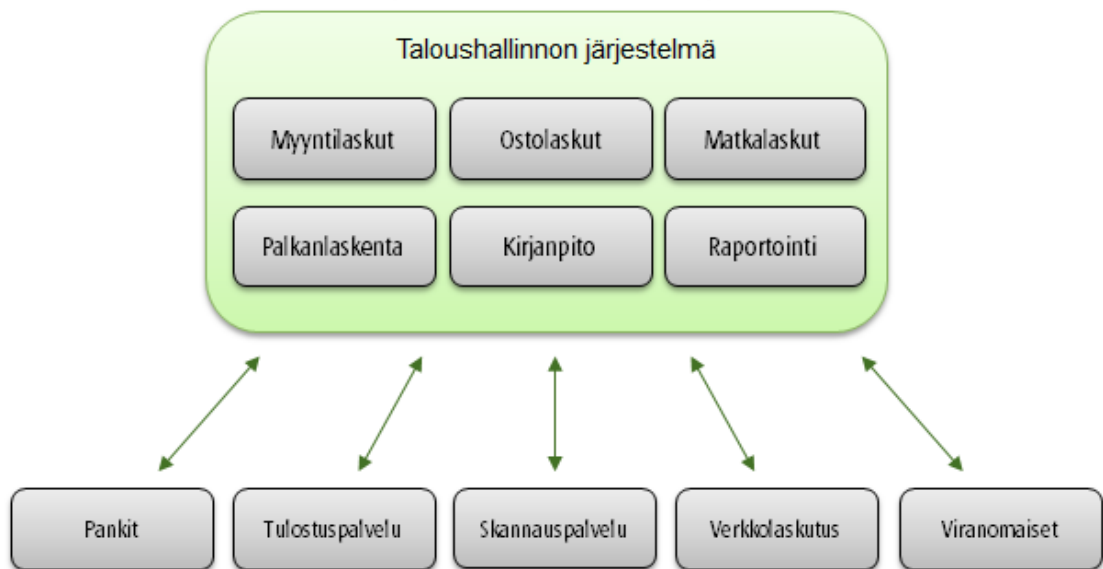 Taloushallinnon järjestelmä
Myyntilaskut
Ostolaskut
Matkalaskut
Palkanlaskenta
Kirjanpito
Raportointi
Pankit
Tulostuspalvelu
Skannauspalvelu
Verkkolaskutus
Viranomaiset